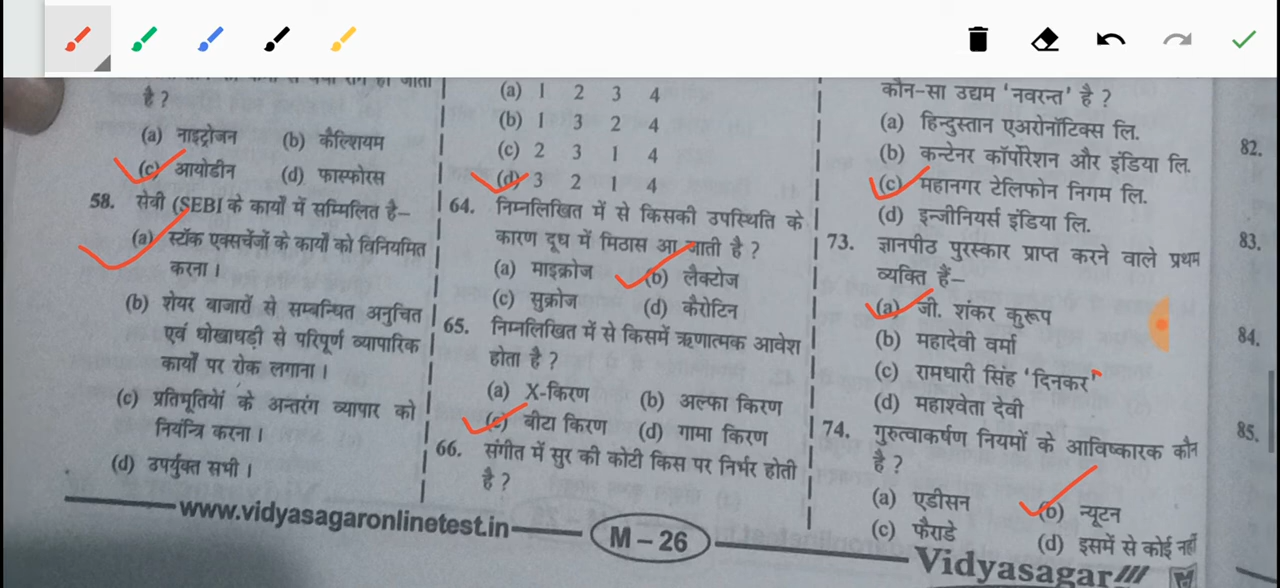 है ?
(a) नाइट्रोजन (b) कैल्शियम
(c) आयोडीन (d) फास्फोरस
58. सेवी (SEBI के कार्यों में सम्मिलित है–
(a) स्टॉक एक्सचेंजों के कार्यों को विनियमित
करना ।
(b) शेयर बाजारों से सम्बन्धित अनुचित
एवं धोखाधड़ी से परिपूर्ण व्यापारिक
कार्यों पर रोक लगाना ।
(c) प्रतिभूतियों के अन्तरंग व्यापार को
नियंन्त्रि करना ।
(d) उपर्युक्त सभी ।
(a) 1 2 3 4
(b) 1 3 2 4
(c) 2 3 1 4
(d) 3 2 1 4
64. निम्नलिखित में से किसकी उपस्थिति के
कारण दूध में मिठास आ जाती है ?
(a) माइक्रोज (b) लैक्टोज
(c) सुक्रोज (d) कैरोटिन
65. निम्नलिखित में से किसमें ऋणात्मक आवेश
होता है ?
(a) X-किरण (b) अल्फा किरण
(c) बीटा किरण (d) गामा किरण
66. संगीत में सुर की कोटी किस पर निर्भर होती
है ?
कौन-सा उद्यम 'नवरन्त' है ?
(a) हिन्दुस्तान एअरोनॉटिक्स लि.
(b) कन्टेनर कॉर्पोरेशन और इंडिया लि.
(c) महानगर टेलिफोन निगम लि.
(d) इन्जीनियर्स इंडिया लि.
73. ज्ञानपीठ पुरस्कार प्राप्त करने वाले प्रथम
व्यक्ति हैं–
(a) जी. शंकर कुरूप
(b) महादेवी वर्मा
(c) रामधारी सिंह 'दिनकर'
(d) महाश्वेता देवी
74. गुरुत्वाकर्षण नियमों के आविष्कारक कौन
है ?
(a) एडीसन (b) न्यूटन
(c) फैराडे (d) इसमें से कोई नहीं
82.
83.
84.
85.
www.vidyasagaronlinetest.in
M – 26
Vidyasagar